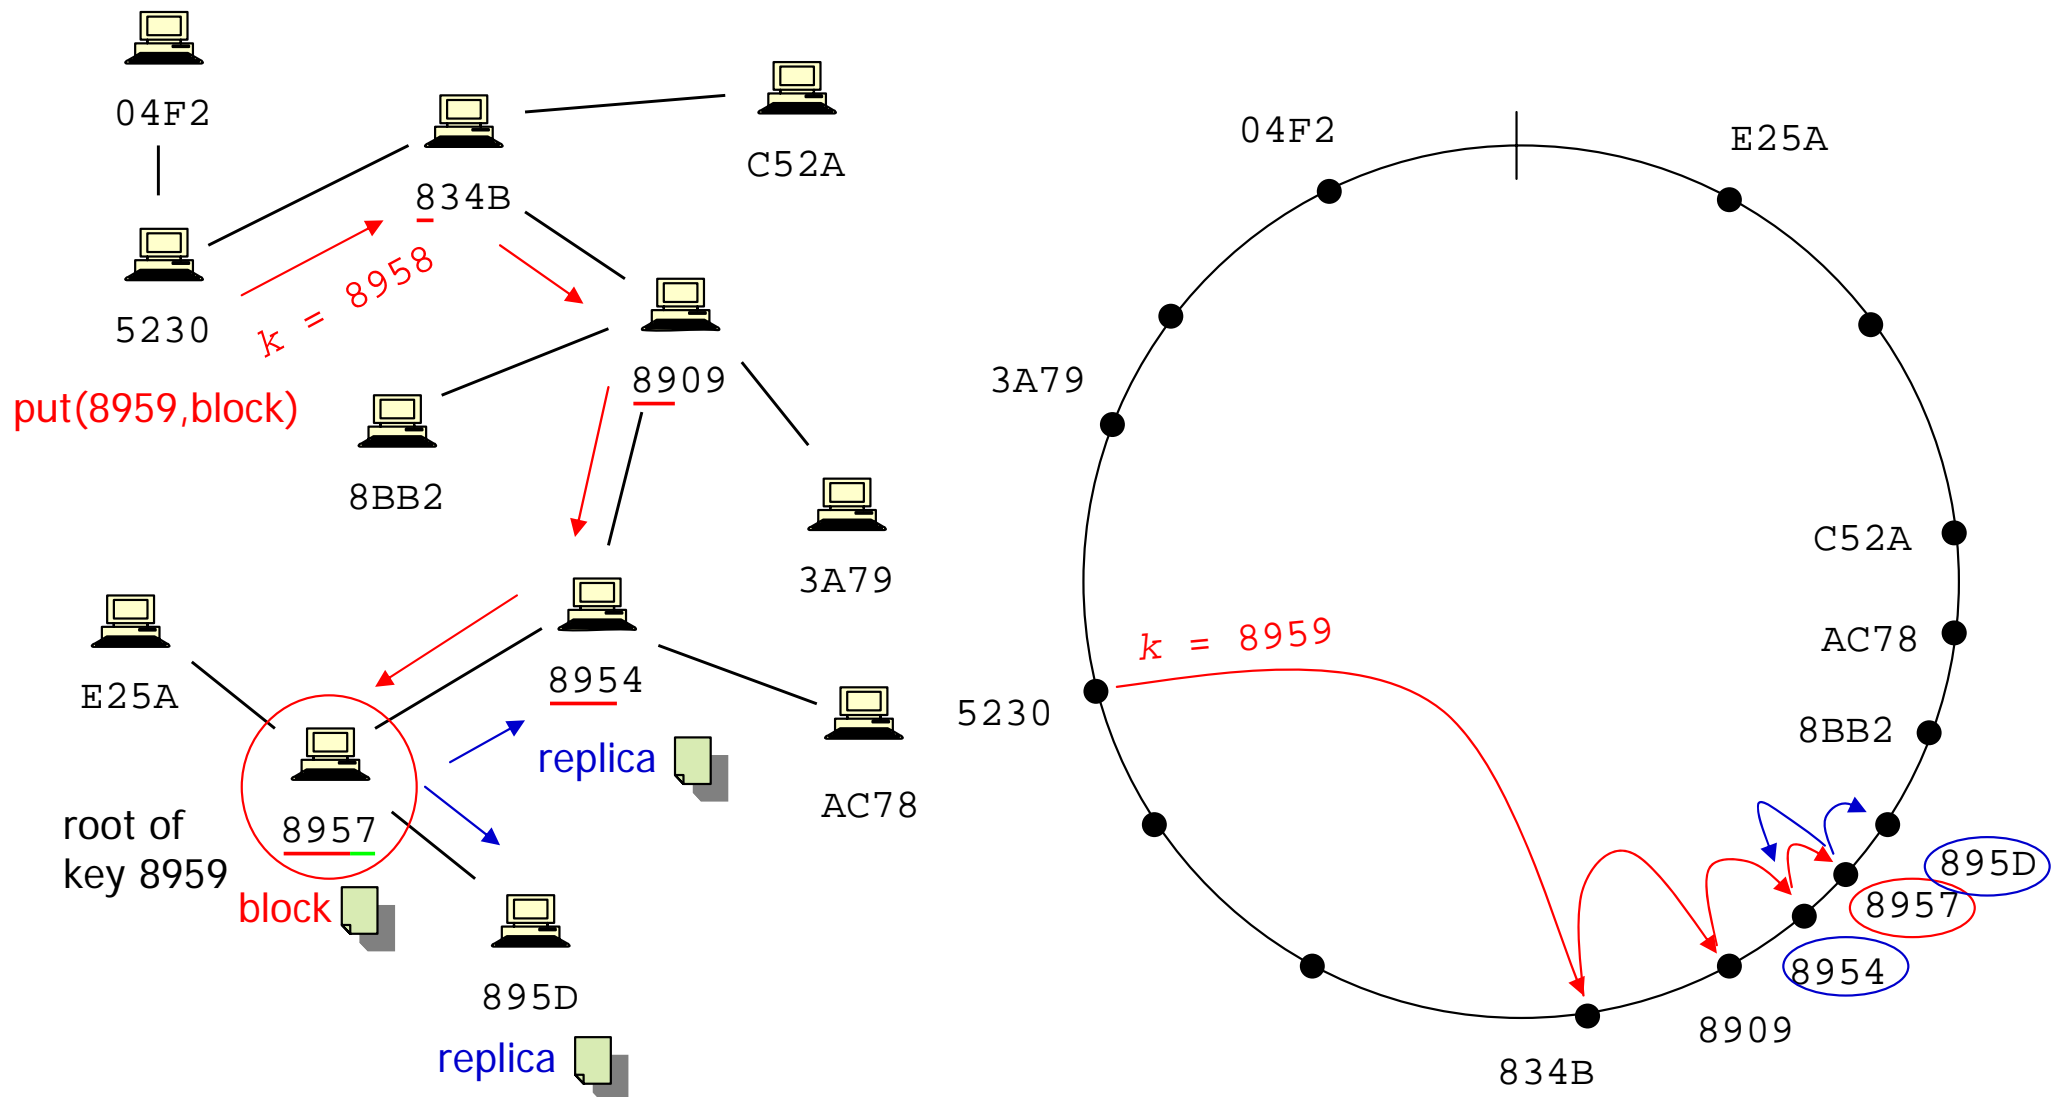 04F2
C52A
834B
5230
k = 8958
put(8959,block)
8909
8BB2
3A79
E25A
8954
replica
AC78
root of
key 8959
8957
block
895D
replica
04F2
E25A
3A79
C52A
AC78
k = 8959
5230
8BB2
895D
8957
8954
8909
834B